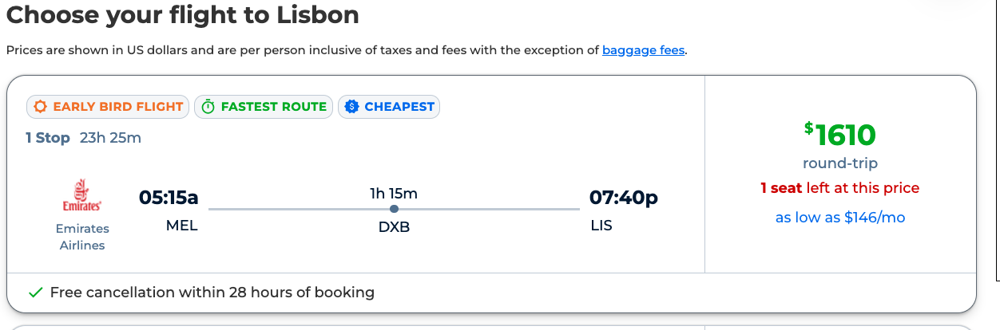 Choose your flight to Lisbon
Prices are shown in US dollars and are per person inclusive of taxes and fees with the exception of baggage fees.
EARLY BIRD FLIGHT FASTEST ROUTE $ CHEAPEST
1 Stop 23h 25m
Emirates
Emirates
Airlines
05:15a
MEL
1h 15m
DXB
07:40p
LIS
$1610
round-trip
1 seat left at this price
as low as $146/mo
Free cancellation within 28 hours of booking